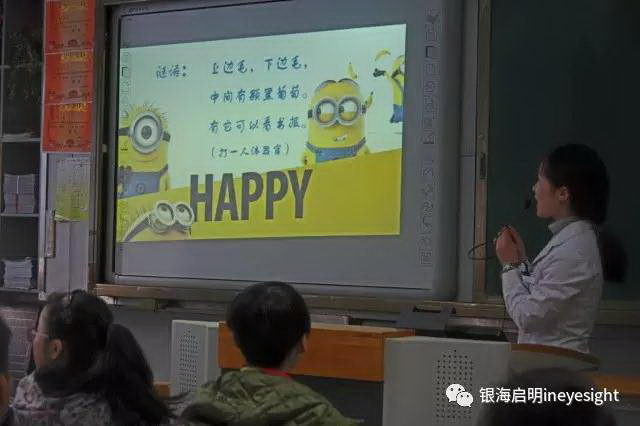 谜语： 上边毛，下边毛，
中间有颗黑葡萄。
有它可以看书报。
（打一人体器官）
HAPPY
银海启明ineyesight